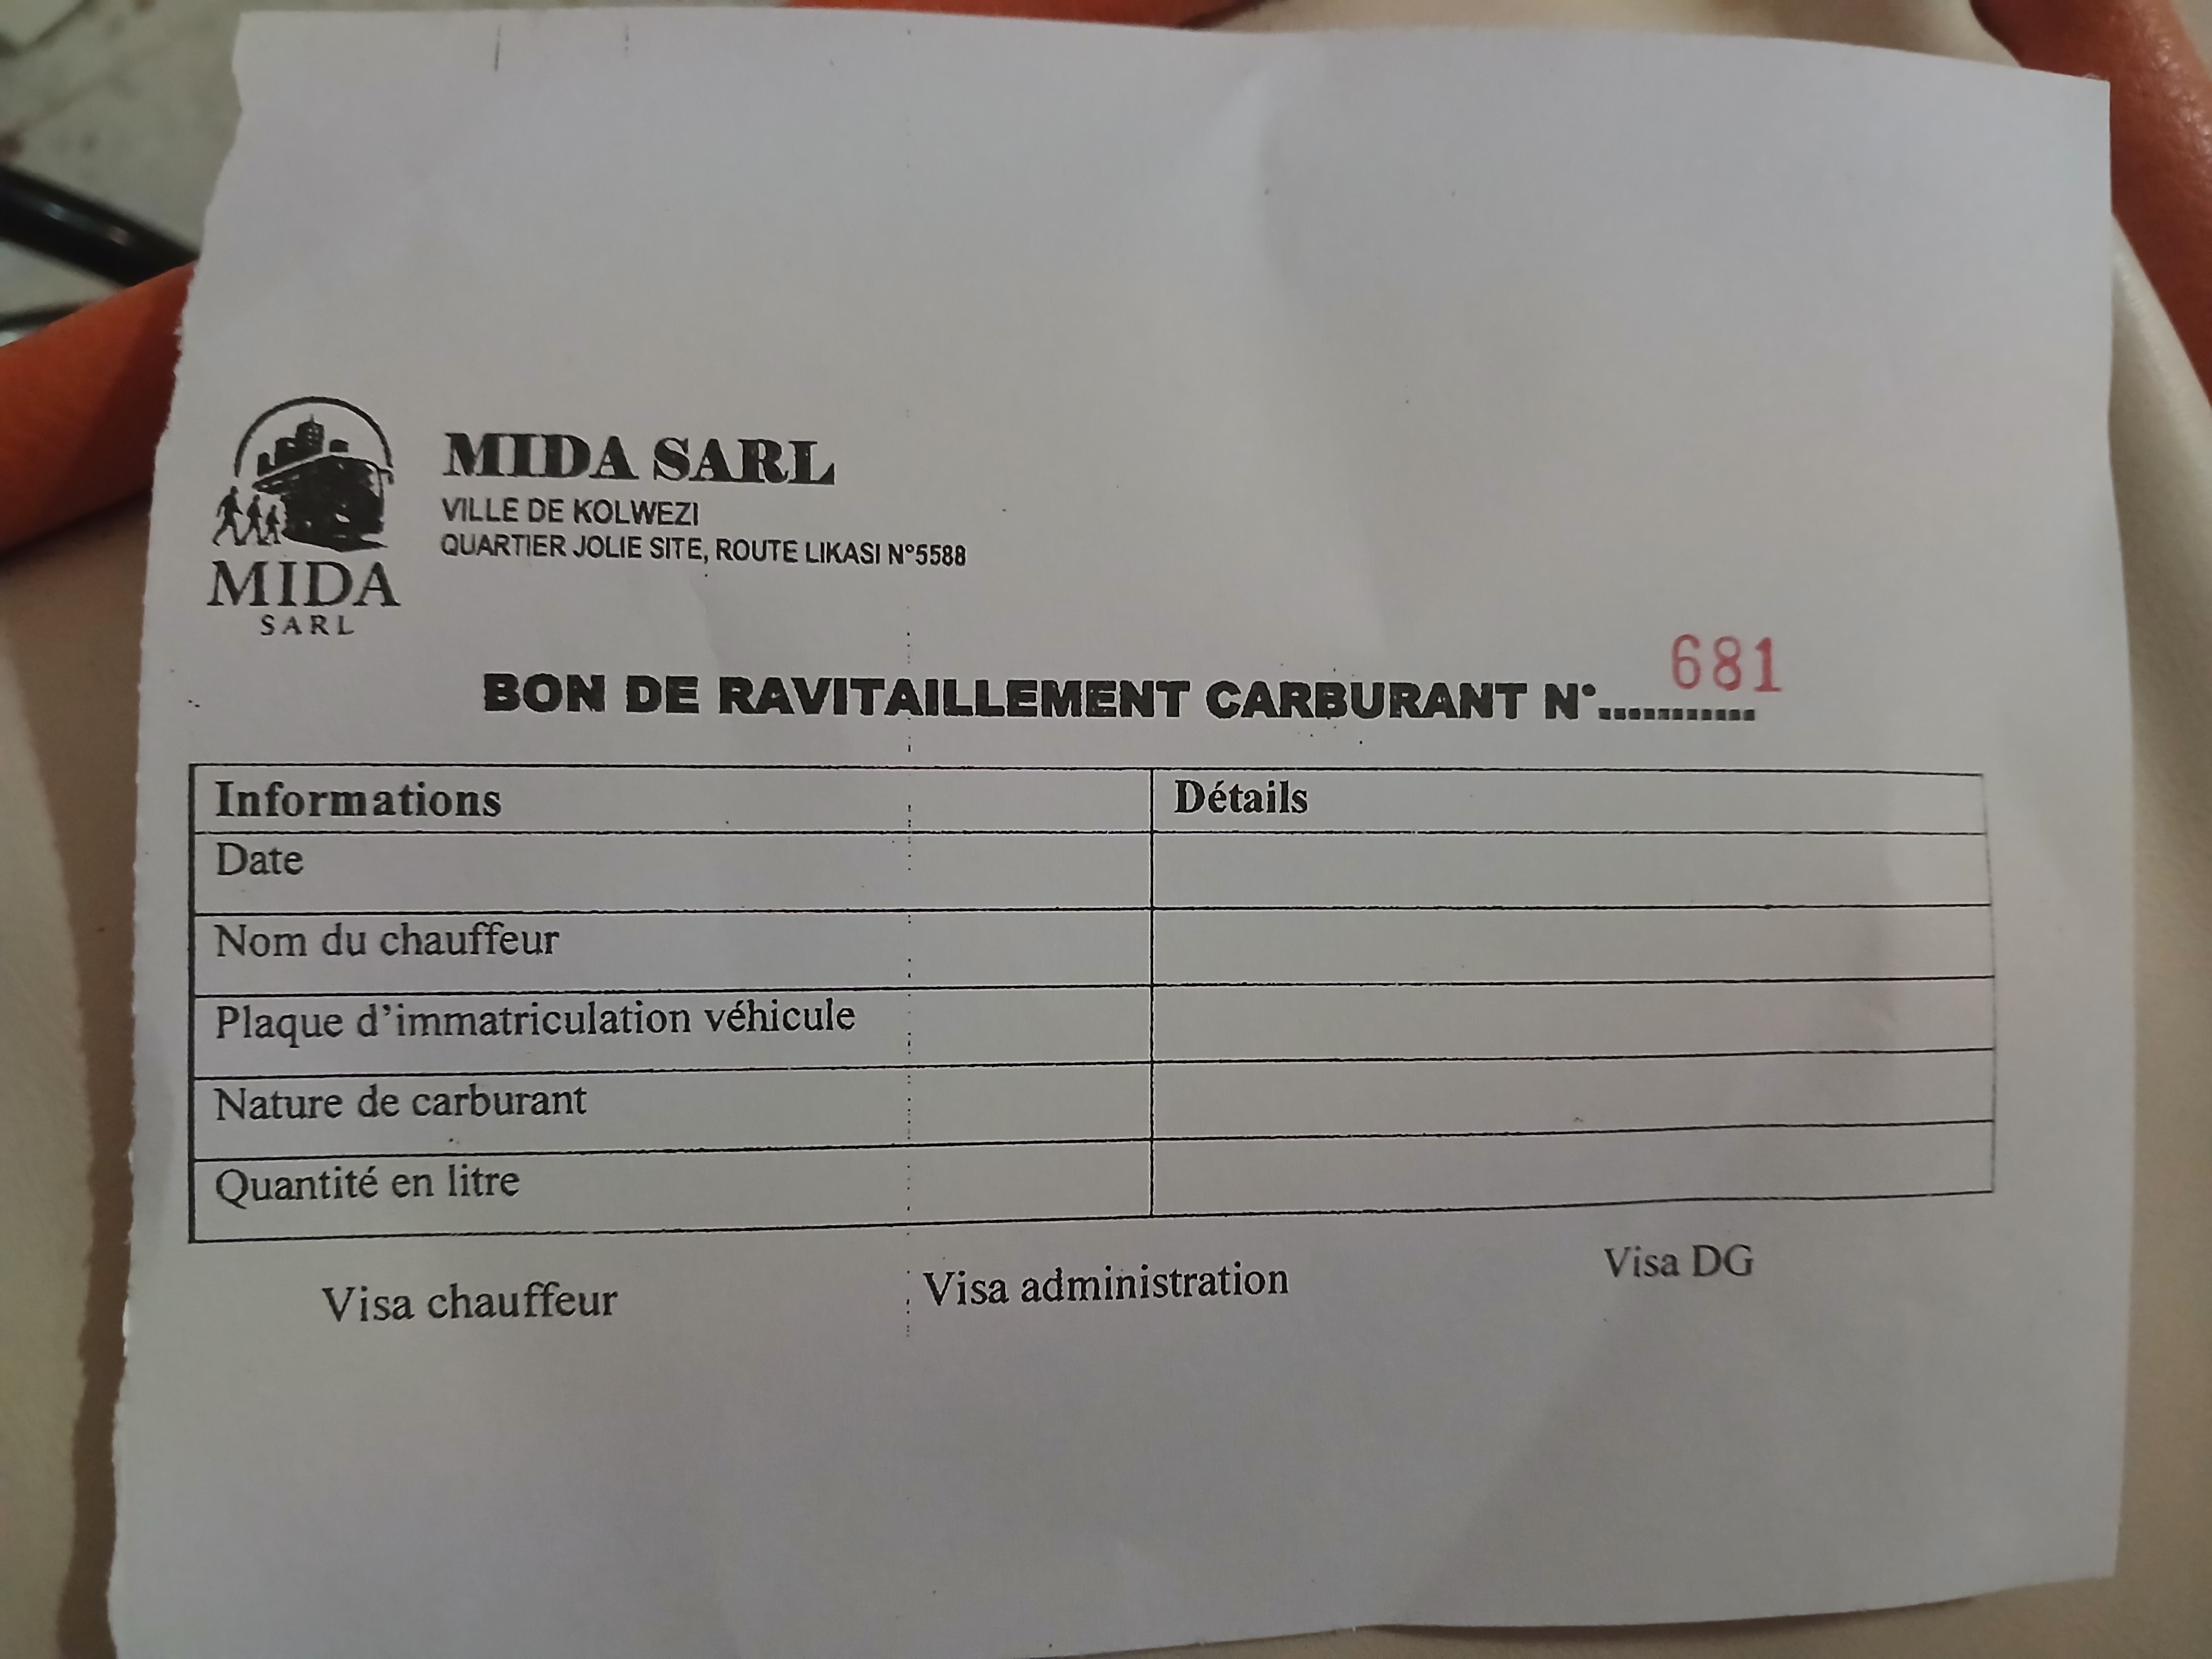 MIDA
SARL
MIDA SARL
VILLE DE KOLWEZI
QUARTIER JOLIE SITE, ROUTE LIKASI N°5588
BON DE RAVITAILLEMENT CARBURANT N°.......... 681
Informations Détails
Date
Nom du chauffeur
Plaque d'immatriculation véhicule
Nature de carburant
Quantité en litre
Visa chauffeur Visa administration Visa DG